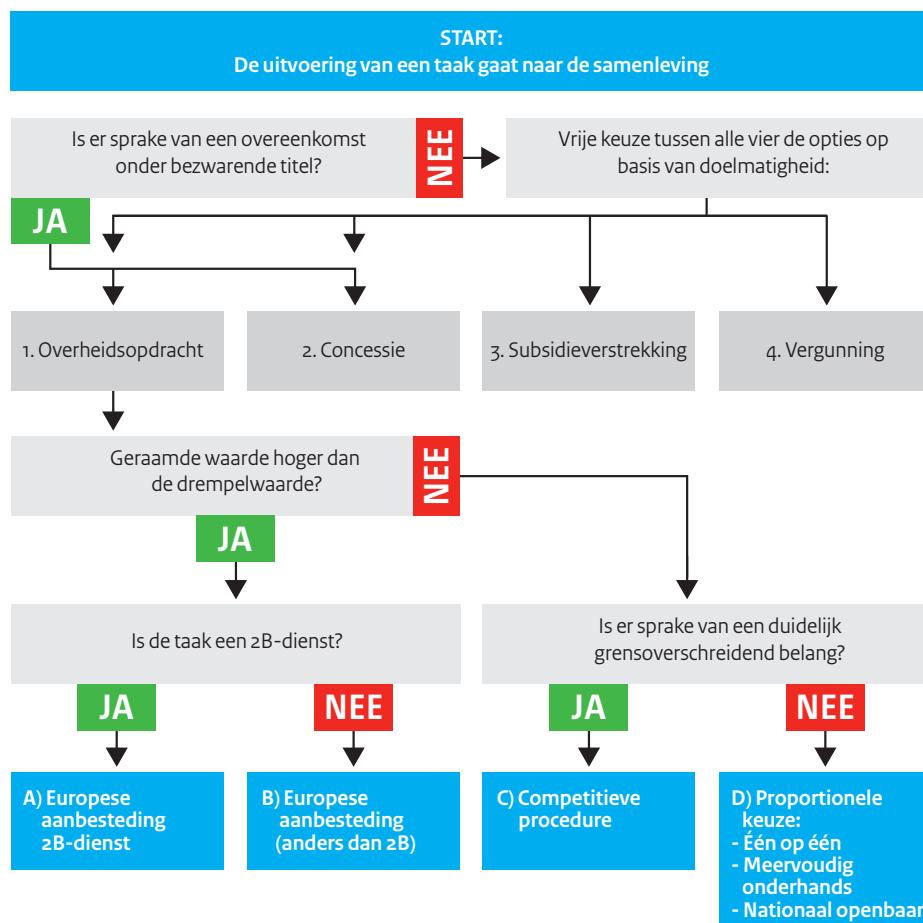 START:
De uitvoering van een taak gaat naar de samenleving
Is er sprake van een overeenkomst
onder bezwarende titel?
NEE
Vrije keuze tussen alle vier de opties op
basis van doelmatigheid:
JA
1. Overheidsopdracht
2. Concessie
3. Subsidieverstrekking
4. Vergunning
Geraamde waarde hoger dan
de drempelwaarde?
NEE
JA
Is de taak een 2B-dienst?
Is er sprake van een duidelijk
grensoverschreidend belang?
JA
NEE
JA
NEE
A) Europese
aanbesteding
2B-dienst
B) Europese
aanbesteding
(anders dan 2B)
C) Competitieve
procedure
D) Proportionele
keuze:
- Één op één
- Meervoudig
onderhands
- Nationaal openbaar